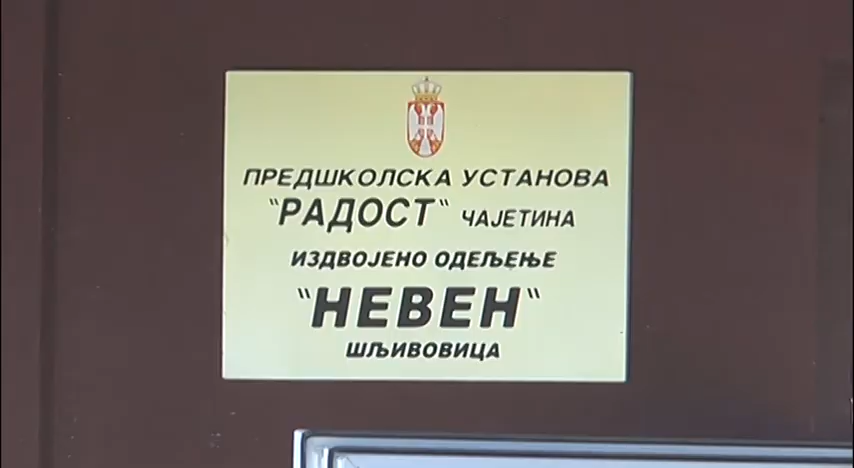 ПРЕДШКОЛСКА УСТАНОВА
"РАДОСТ" ЧАЈЕТИНА
ИЗДВОЈЕНО ОДЕЉЕЊЕ
"НЕВЕН"
ШЉИВОВИЦА